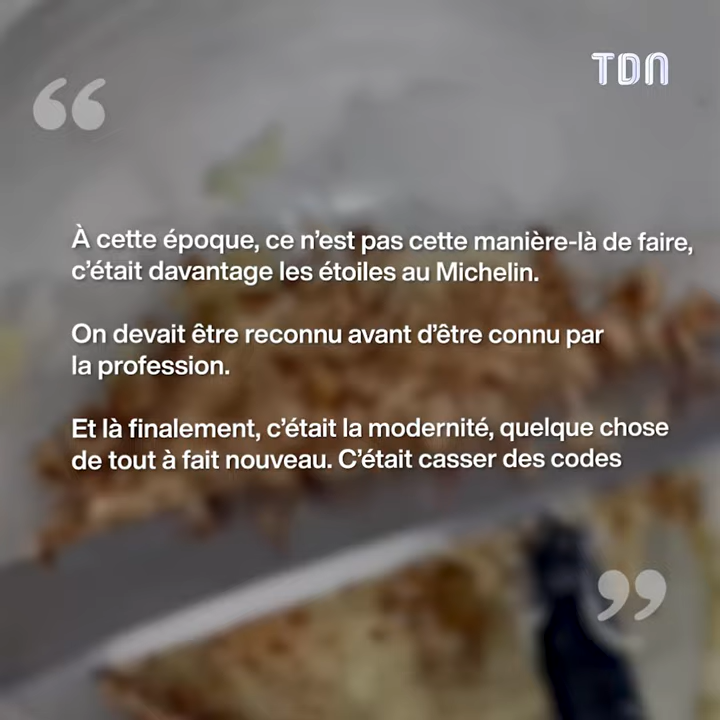 TDN
“
À cette époque, ce n’est pas cette manière-là de faire,
c’était davantage les étoiles au Michelin.
On devait être reconnu avant d’être connu par
la profession.
Et là finalement, c’était la modernité, quelque chose
de tout à fait nouveau. C’était casser des codes
”